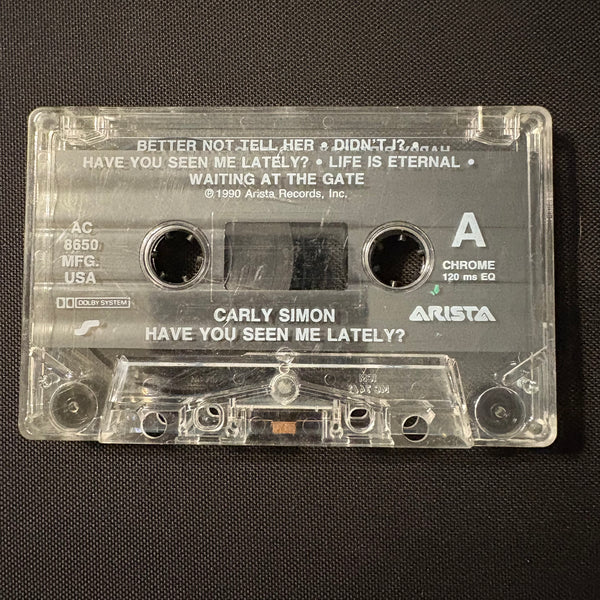 BETTER NOT TELL HER • DIDN'T I? •
HAVE YOU SEEN ME LATELY? • LIFE IS ETERNAL •
WAITING AT THE GATE
℗ 1990 Arista Records, Inc.
AC
8650
MFG.
USA
A
CHROME
120 ms EQ
DOLBY SYSTEM
ARISTA
CARLY SIMON
HAVE YOU SEEN ME LATELY?